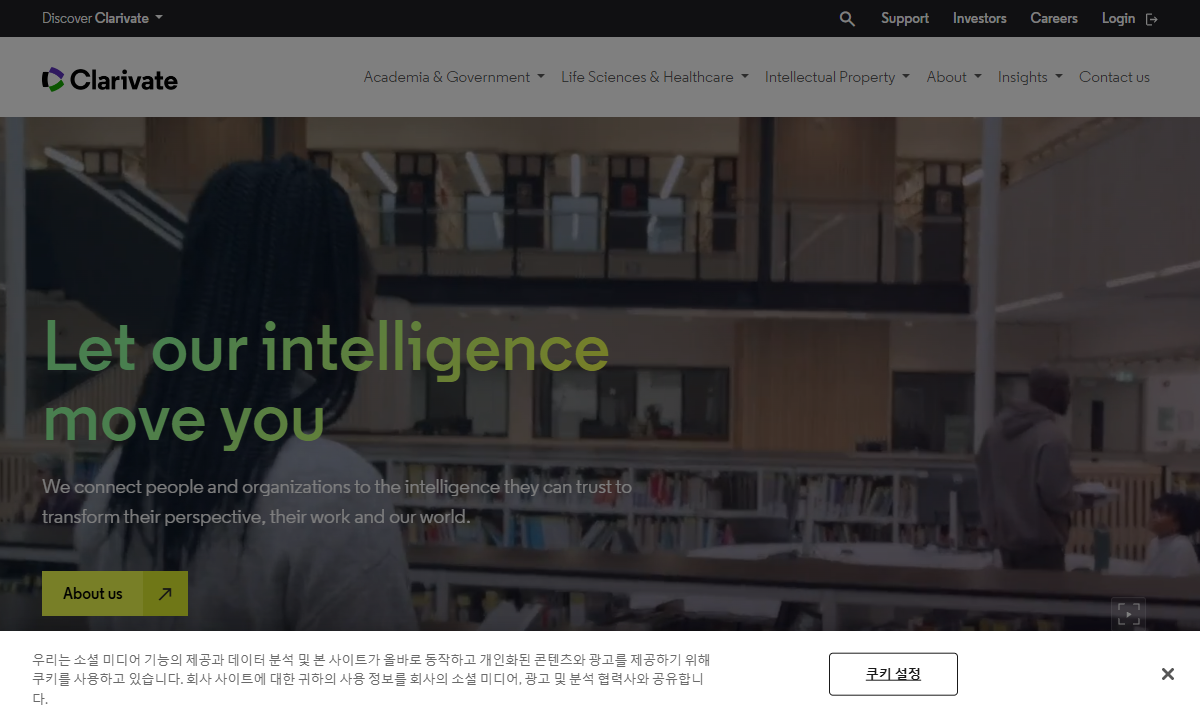 Discover Clarivate
Support
Investors
Careers
Login
Clarivate
Academia & Government
Life Sciences & Healthcare
Intellectual Property
About
Insights
Contact us
Let our intelligence
move you
We connect people and organizations to the intelligence they can trust to
transform their perspective, their work and our world.
About us
우리는 소셜 미디어 기능의 제공과 데이터 분석 및 본 사이트가 올바로 동작하고 개인화된 콘텐츠와 광고를 제공하기 위해
쿠키를 사용하고 있습니다. 회사 사이트에 대한 귀하의 사용 정보를 회사의 소셜 미디어, 광고 및 분석 협력사와 공유합니
다.
쿠키 설정